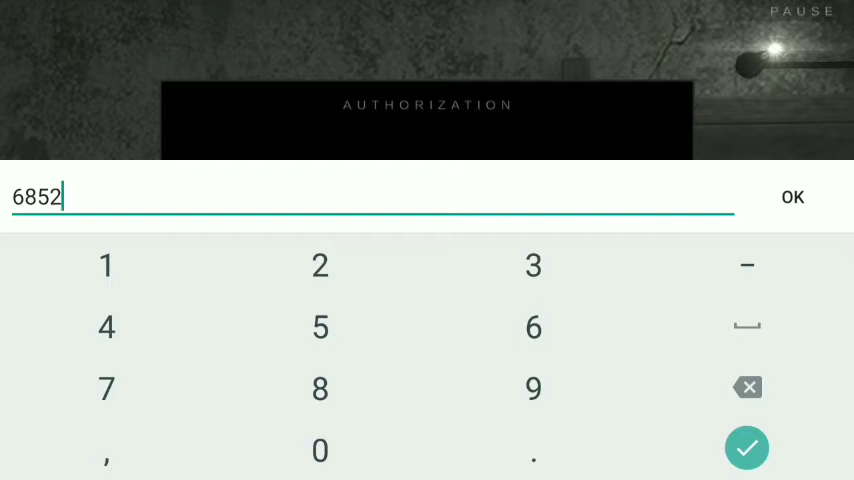 PAUSE
AUTHORIZATION
6852
OK
1 2 3 -
4 5 6
7 8 9
, 0 .